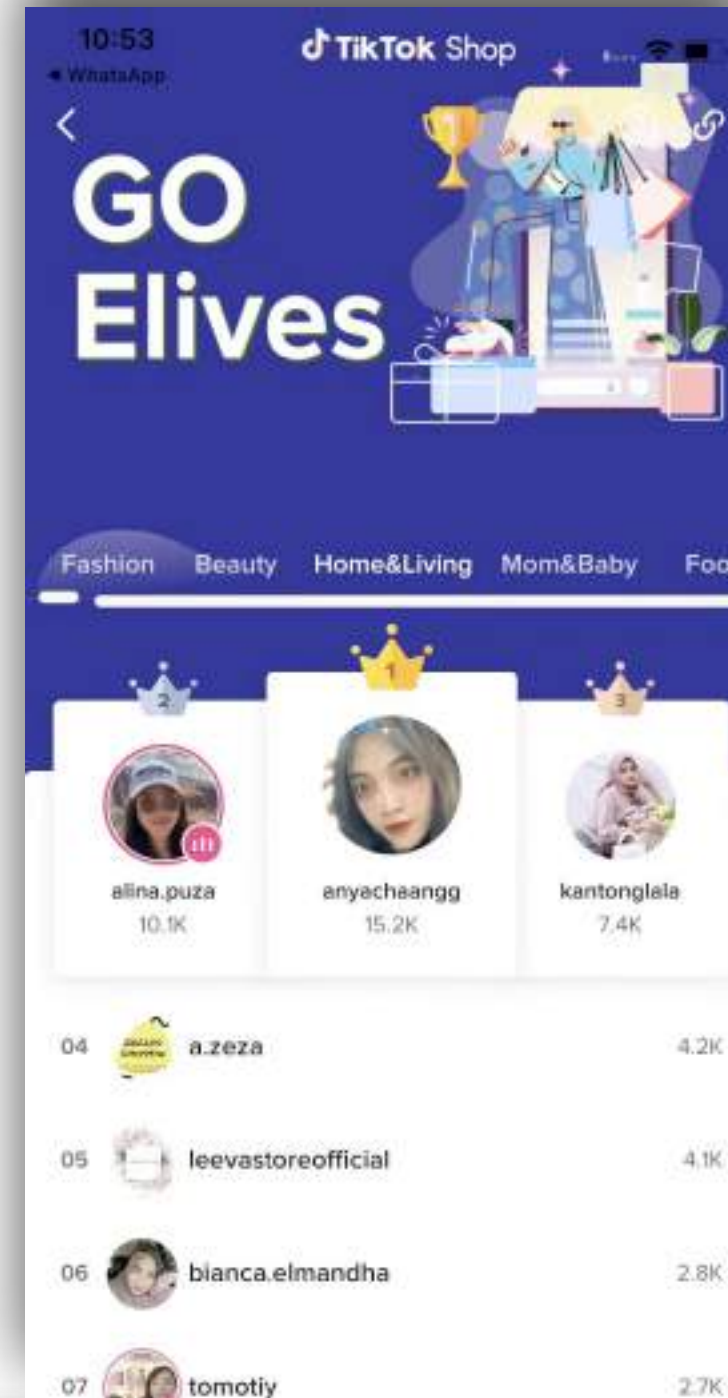 10:53
TikTok Shop
WhatsApp
GO
Elives
Fashion Beauty Home&Living Mom&Baby Foo
2
1
3
alina.puza
10.1K
anyachaangg
15.2K
kantonglala
7.4K
04 a.zeza 4.2K
05 leevastoreofficial 4.1K
06 bianca.elmandha 2.8K
07 tomotiy 2.7K